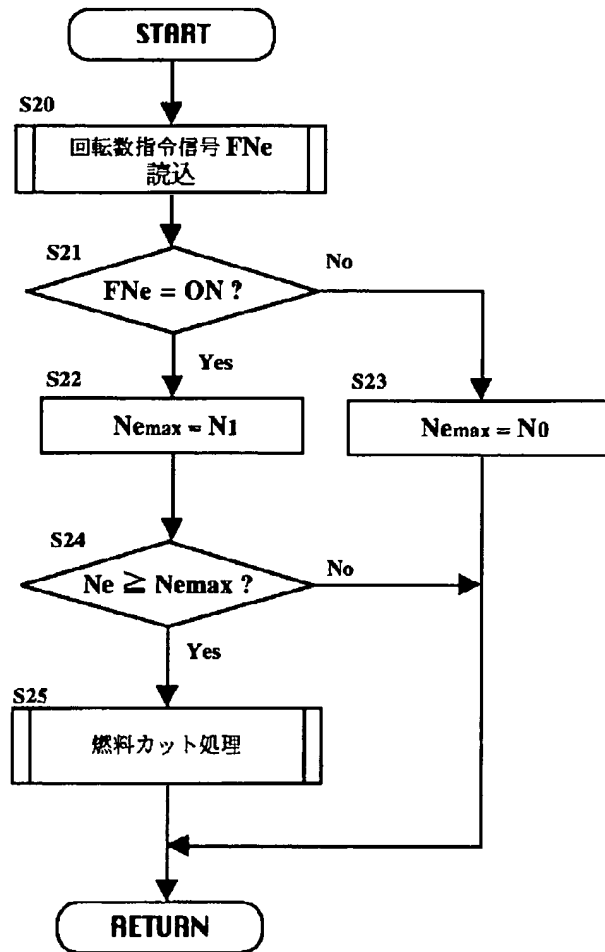 START
S20
回転数指令信号 FNe
読込
S21
FNe = ON ?
No
Yes
S22
Nemax = N1
S23
Nemax = N0
S24
Ne ≧ Nemax ?
No
Yes
S25
燃料カット処理
RETURN